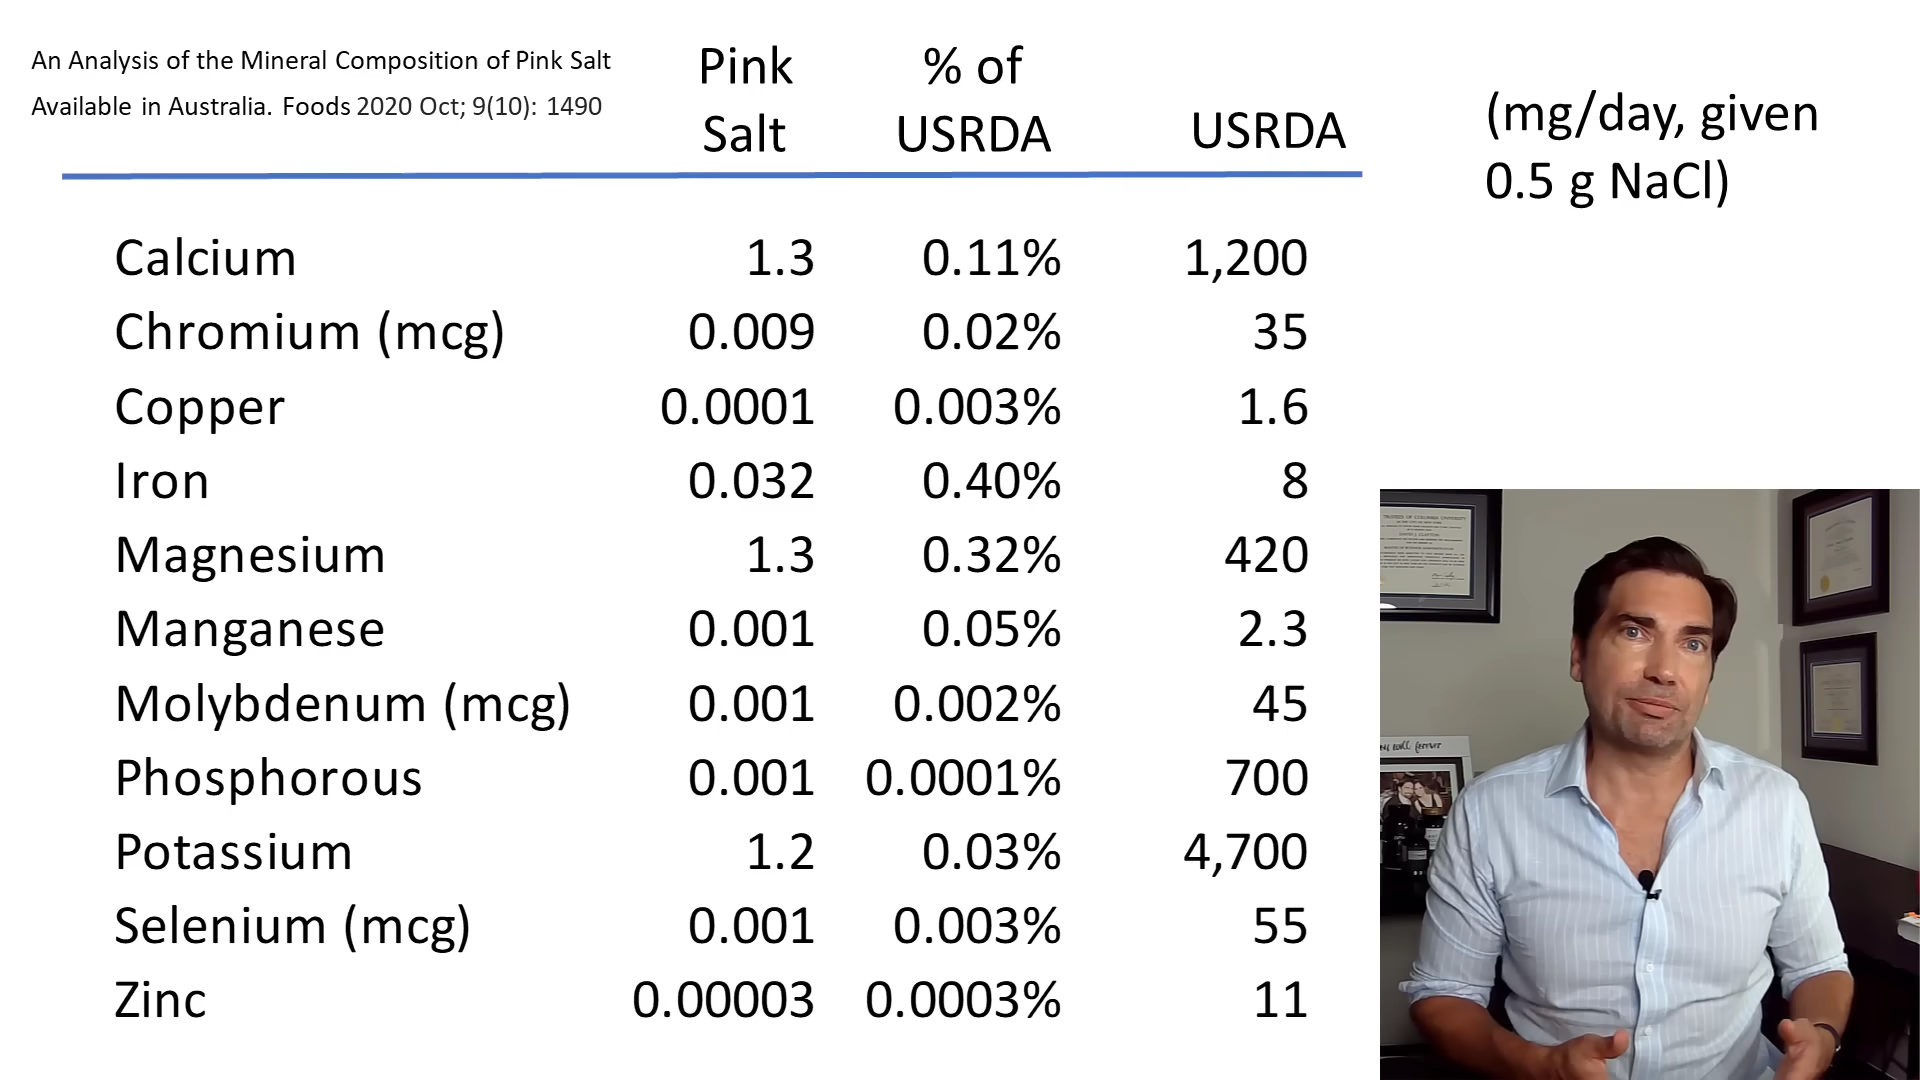 An Analysis of the Mineral Composition of Pink Salt
Available in Australia. Foods 2020 Oct; 9(10): 1490
Pink
Salt
% of
USRDA
USRDA
(mg/day, given
0.5 g NaCl)
Calcium 1.3 0.11% 1,200
Chromium (mcg) 0.009 0.02% 35
Copper 0.0001 0.003% 1.6
Iron 0.032 0.40% 8
Magnesium 1.3 0.32% 420
Manganese 0.001 0.05% 2.3
Molybdenum (mcg) 0.001 0.002% 45
Phosphorous 0.001 0.0001% 700
Potassium 1.2 0.03% 4,700
Selenium (mcg) 0.001 0.003% 55
Zinc 0.00003 0.0003% 11
TRUSTEES OF COLUMBIA UNIVERSITY